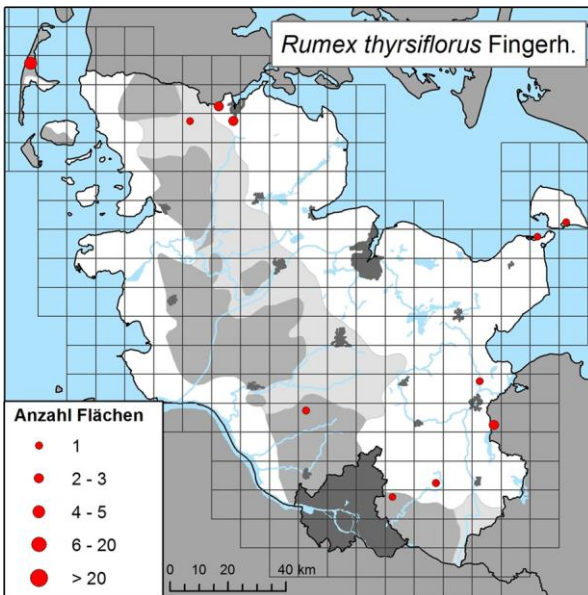 Rumex thyrsiflorus Fingerh.
Anzahl Flächen
1
2 - 3
4 - 5
6 - 20
> 20
0 10 20 40 km